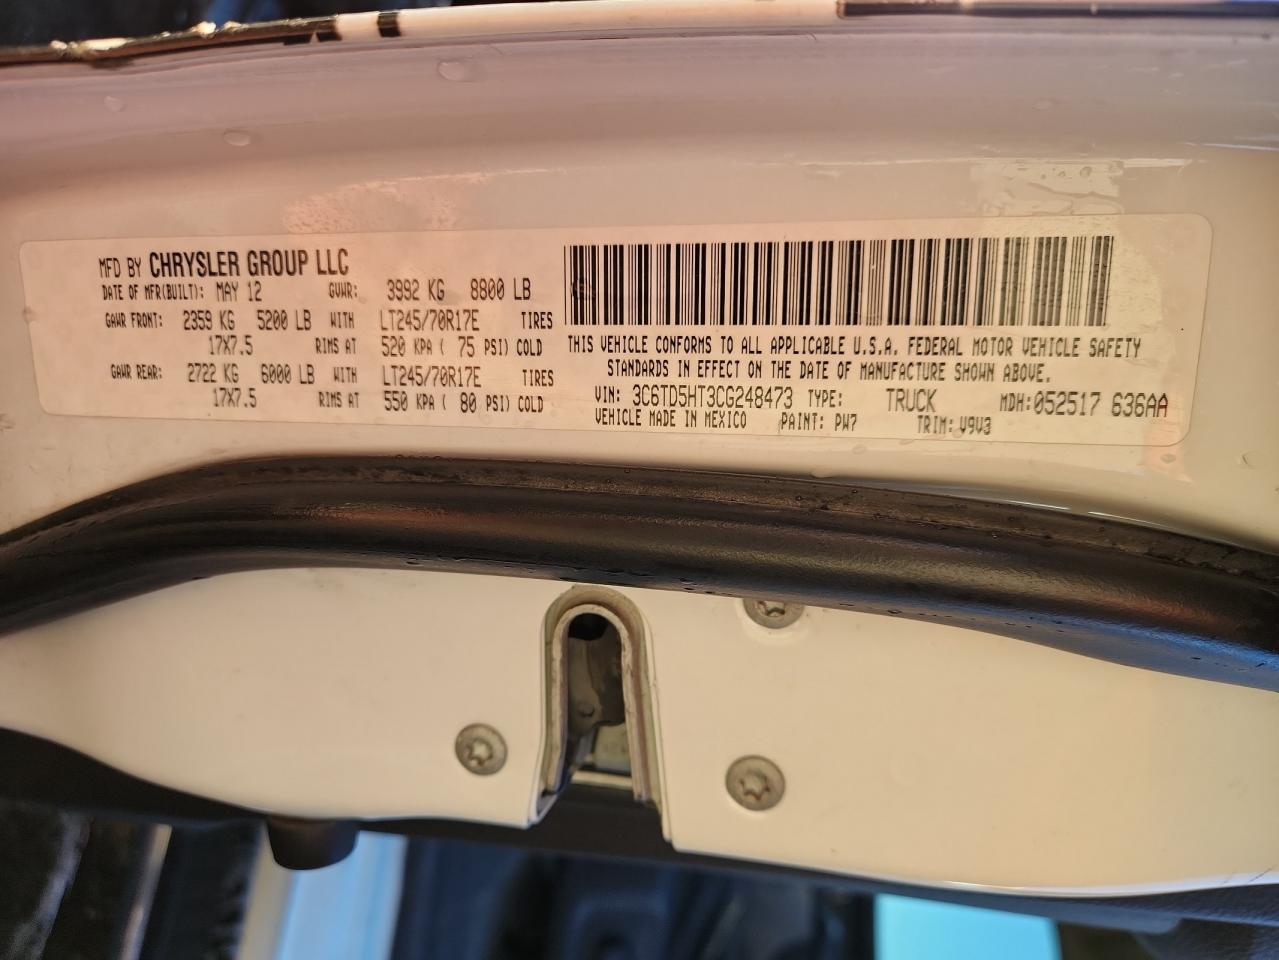 MFD BY CHRYSLER GROUP LLC
DATE OF MFR(BUILT): MAY 12 GVWR: 3992 KG 8800 LB
GAWR FRONT: 2359 KG 5200 LB WITH LT245/70R17E TIRES
17X7.5 RIMS AT 520 KPA ( 75 PSI) COLD
GAWR REAR: 2722 KG 6000 LB WITH LT245/70R17E TIRES
17X7.5 RIMS AT 550 KPA ( 80 PSI) COLD
THIS VEHICLE CONFORMS TO ALL APPLICABLE U.S.A. FEDERAL MOTOR VEHICLE SAFETY
STANDARDS IN EFFECT ON THE DATE OF MANUFACTURE SHOWN ABOVE.
VIN: 3C6TD5HT3CG248473 TYPE: TRUCK MDH:052517 636AA
VEHICLE MADE IN MEXICO PAINT: PW7 TRIM: V9V3